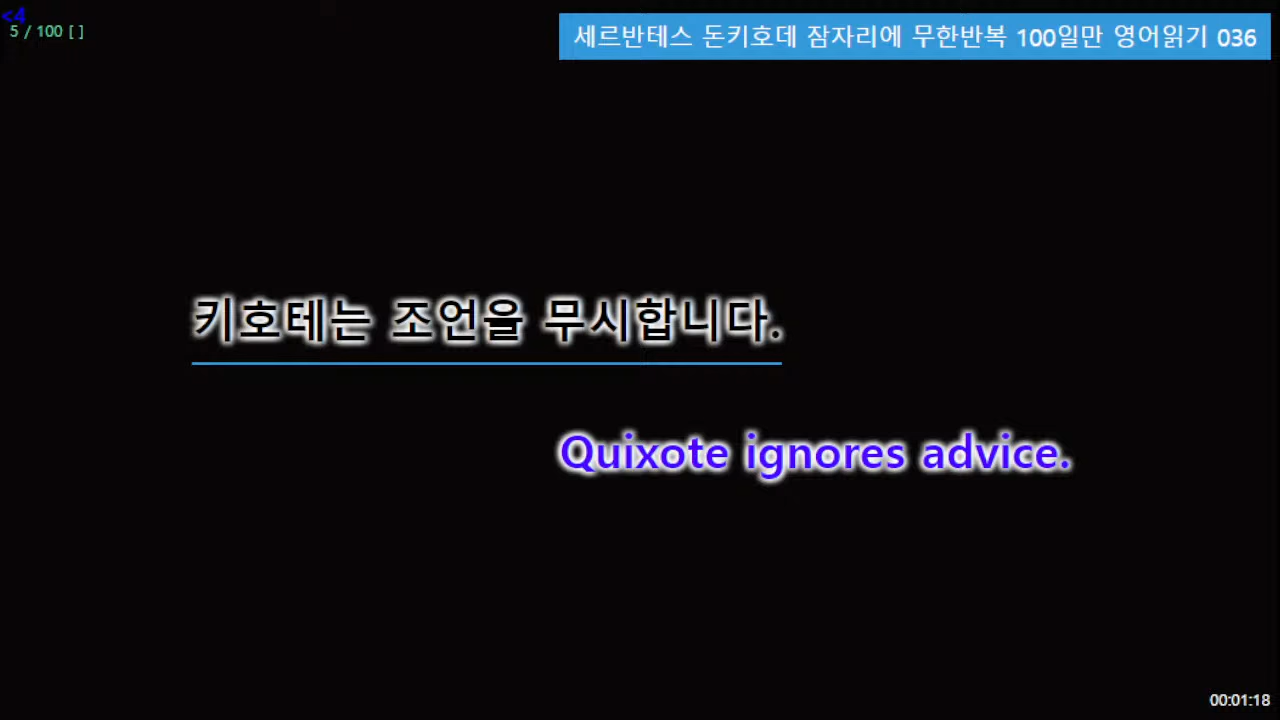 <4
5 / 100 [ ]
세르반테스 돈키호데 잠자리에 무한반복 100일만 영어읽기 036
키호테는 조언을 무시합니다.
Quixote ignores advice.
00:01:18